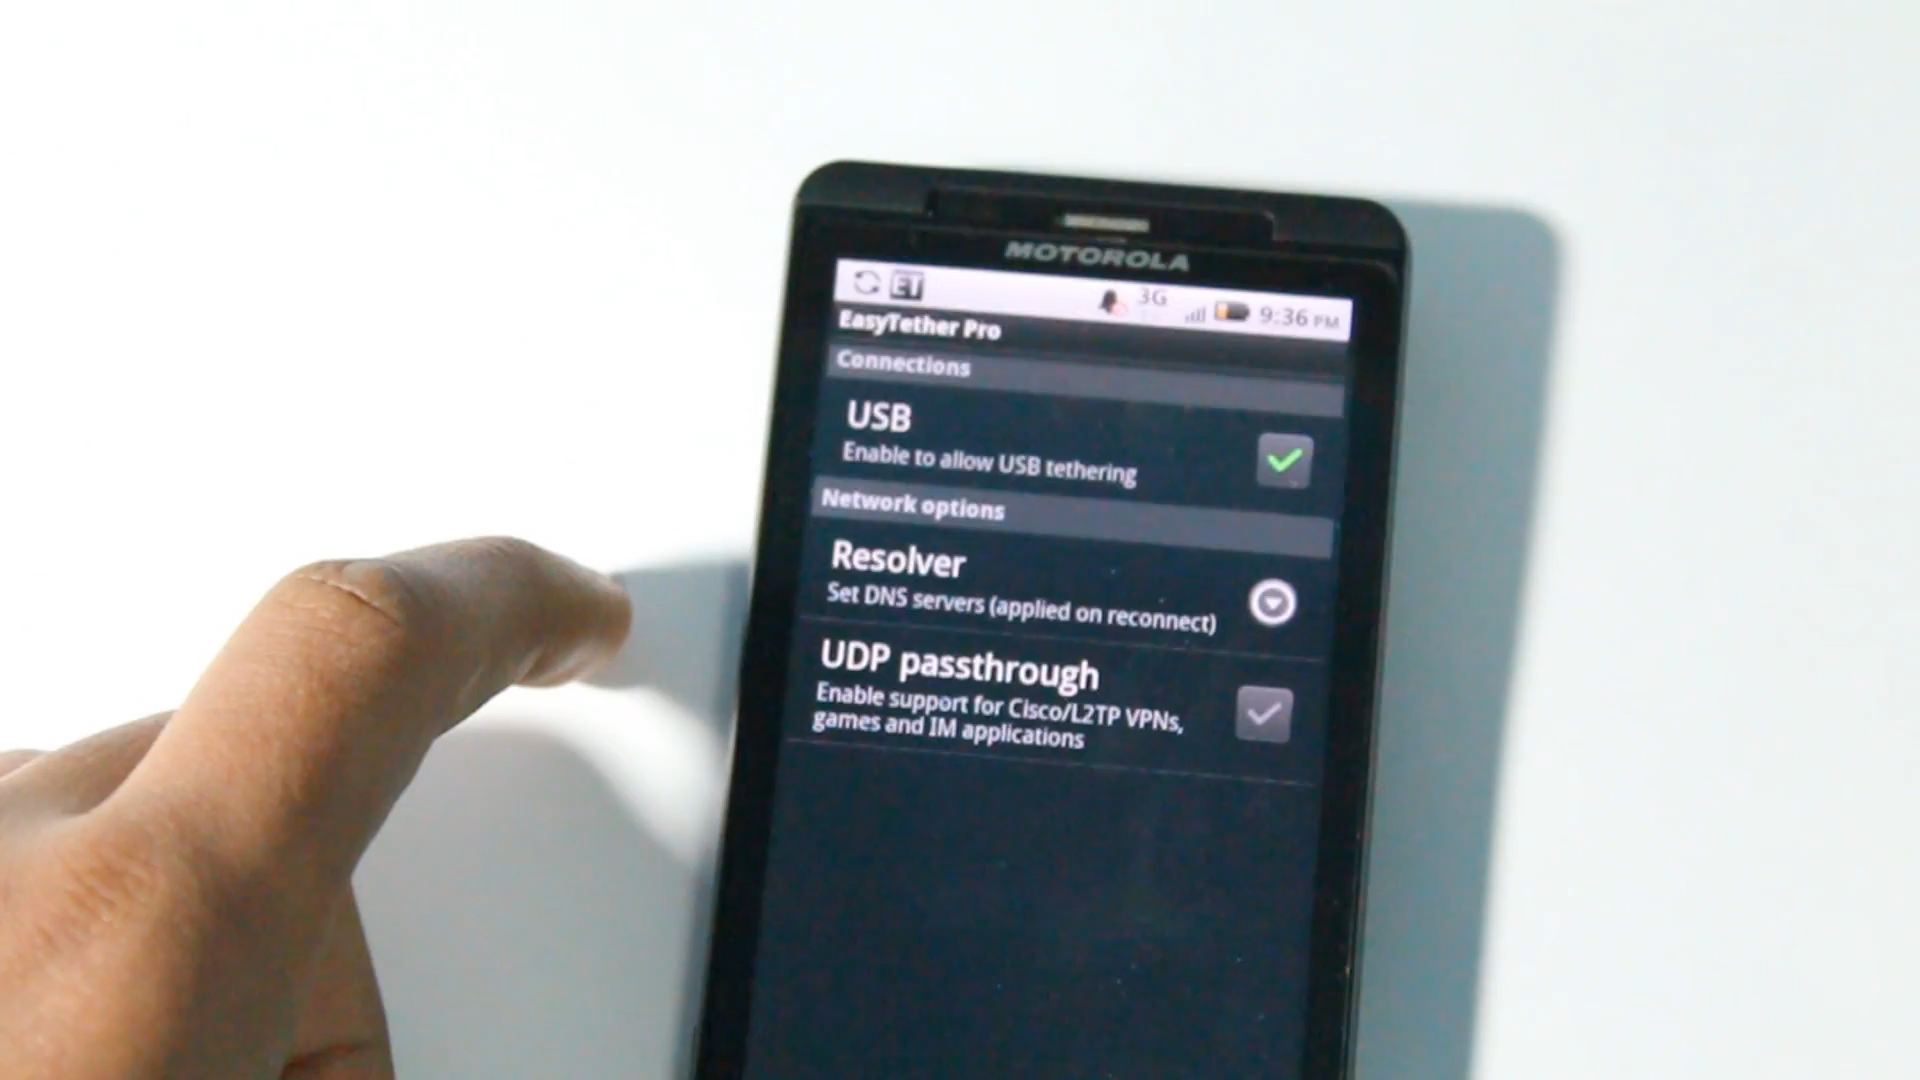 MOTOROLA
ET 3G 9:36 PM
EasyTether Pro
Connections
USB
Enable to allow USB tethering
Network options
Resolver
Set DNS servers (applied on reconnect)
UDP passthrough
Enable support for Cisco/L2TP VPNs,
games and IM applications